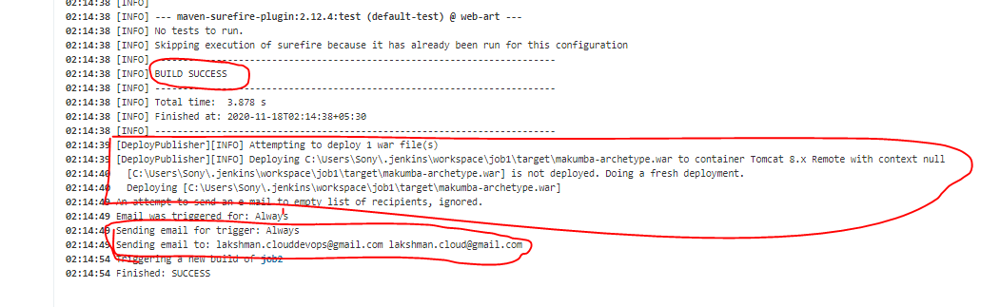 02:14:38 [INFO]
02:14:38 [INFO] --- maven-surefire-plugin:2.12.4:test (default-test) @ web-art ---
02:14:38 [INFO] No tests to run.
02:14:38 [INFO] Skipping execution of surefire because it has already been run for this configuration
02:14:38 [INFO] ------------------------------------------------------------------------
02:14:38 [INFO] BUILD SUCCESS
02:14:38 [INFO] ------------------------------------------------------------------------
02:14:38 [INFO] Total time:  3.878 s
02:14:38 [INFO] Finished at: 2020-11-18T02:14:38+05:30
02:14:38 [INFO] ------------------------------------------------------------------------
02:14:39 [DeployPublisher][INFO] Attempting to deploy 1 war file(s)
02:14:39 [DeployPublisher][INFO] Deploying C:\Users\Sony\.jenkins\workspace\job1\target\makumba-archetype.war to container Tomcat 8.x Remote with context null
02:14:40 [C:\Users\Sony\.jenkins\workspace\job1\target\makumba-archetype.war] is not deployed. Doing a fresh deployment.
02:14:40 Deploying [C:\Users\Sony\.jenkins\workspace\job1\target\makumba-archetype.war]
02:14:49 An attempt to send an e-mail to empty list of recipients, ignored.
02:14:49 Email was triggered for: Always
02:14:49 Sending email for trigger: Always
02:14:49 Sending email to: lakshman.clouddevops@gmail.com lakshman.cloud@gmail.com
02:14:54 Triggering a new build of job2
02:14:54 Finished: SUCCESS